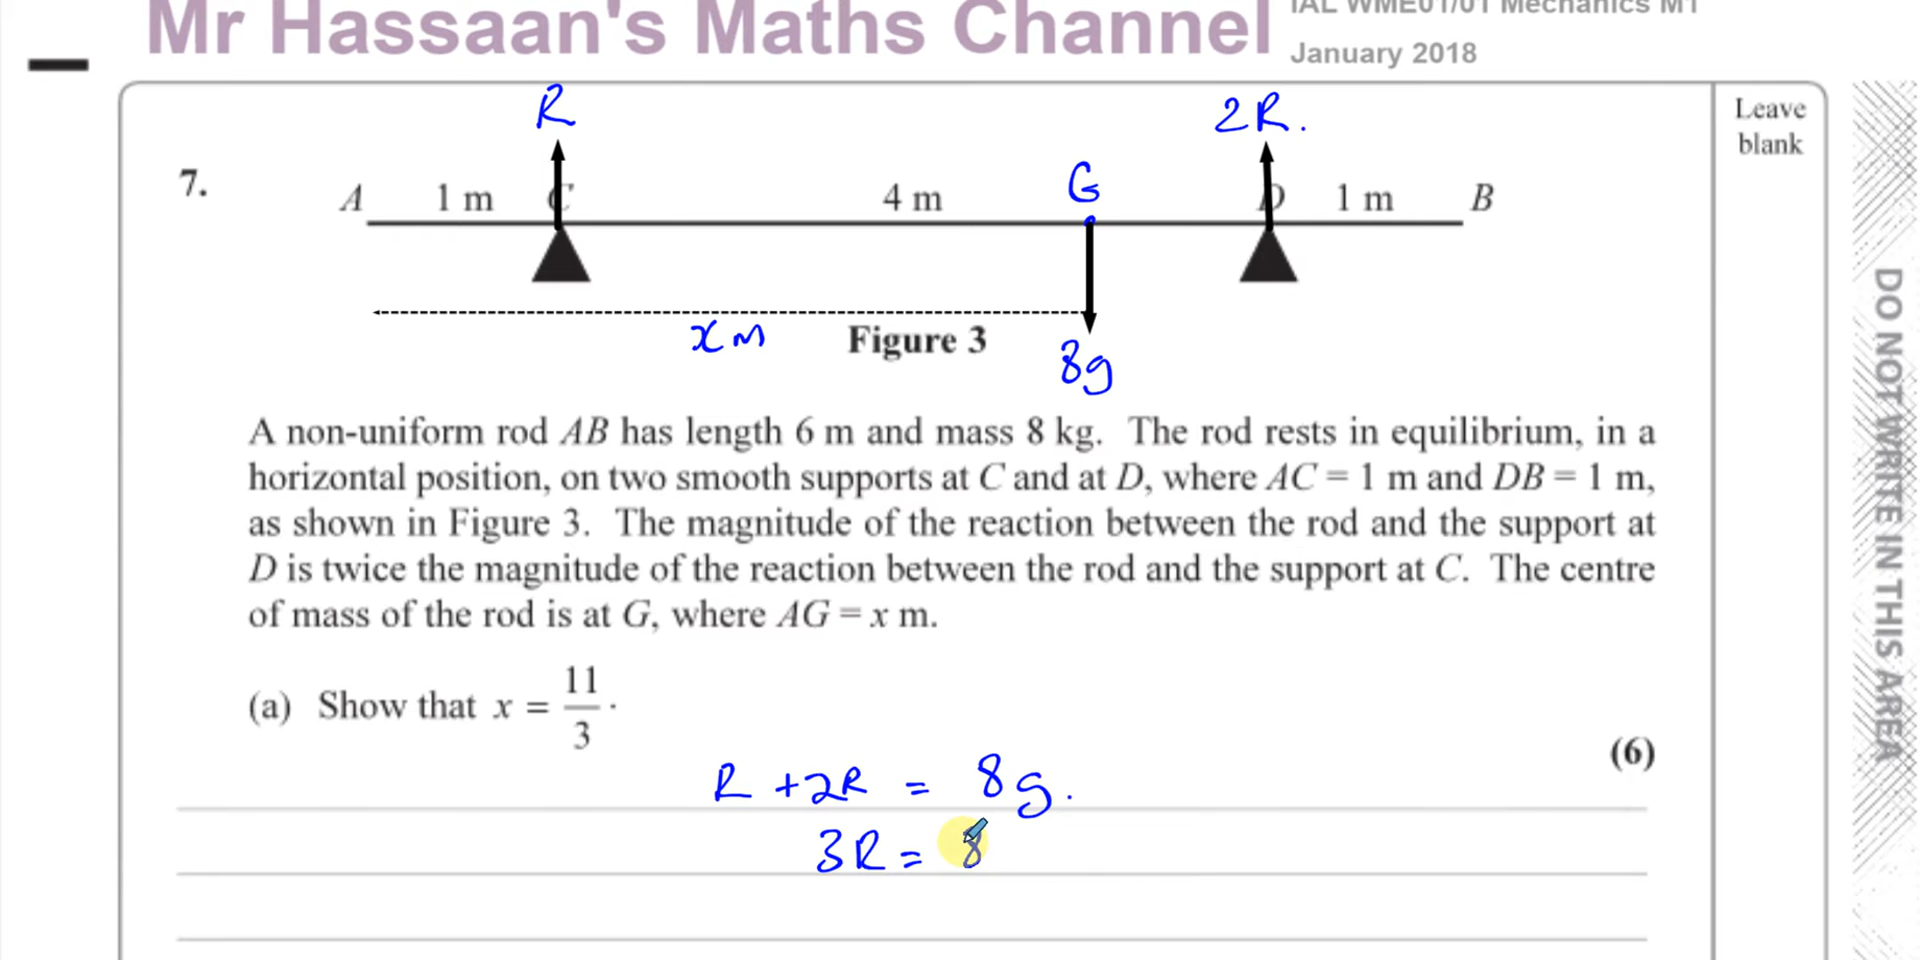 Mr Hassaan's Maths Channel
IAL WME01/01 Mechanics M1
January 2018
Leave
blank
R
2R.
7.
A 1 m C 4 m G D 1 m B
x m
Figure 3
8g
A non-uniform rod AB has length 6 m and mass 8 kg. The rod rests in equilibrium, in a
horizontal position, on two smooth supports at C and at D, where AC = 1 m and DB = 1 m,
as shown in Figure 3. The magnitude of the reaction between the rod and the support at
D is twice the magnitude of the reaction between the rod and the support at C. The centre
of mass of the rod is at G, where AG = x m.
(a) Show that x = 11/3.
(6)
R + 2R = 8g.
3R = 8
DO NOT WRITE IN THIS AREA